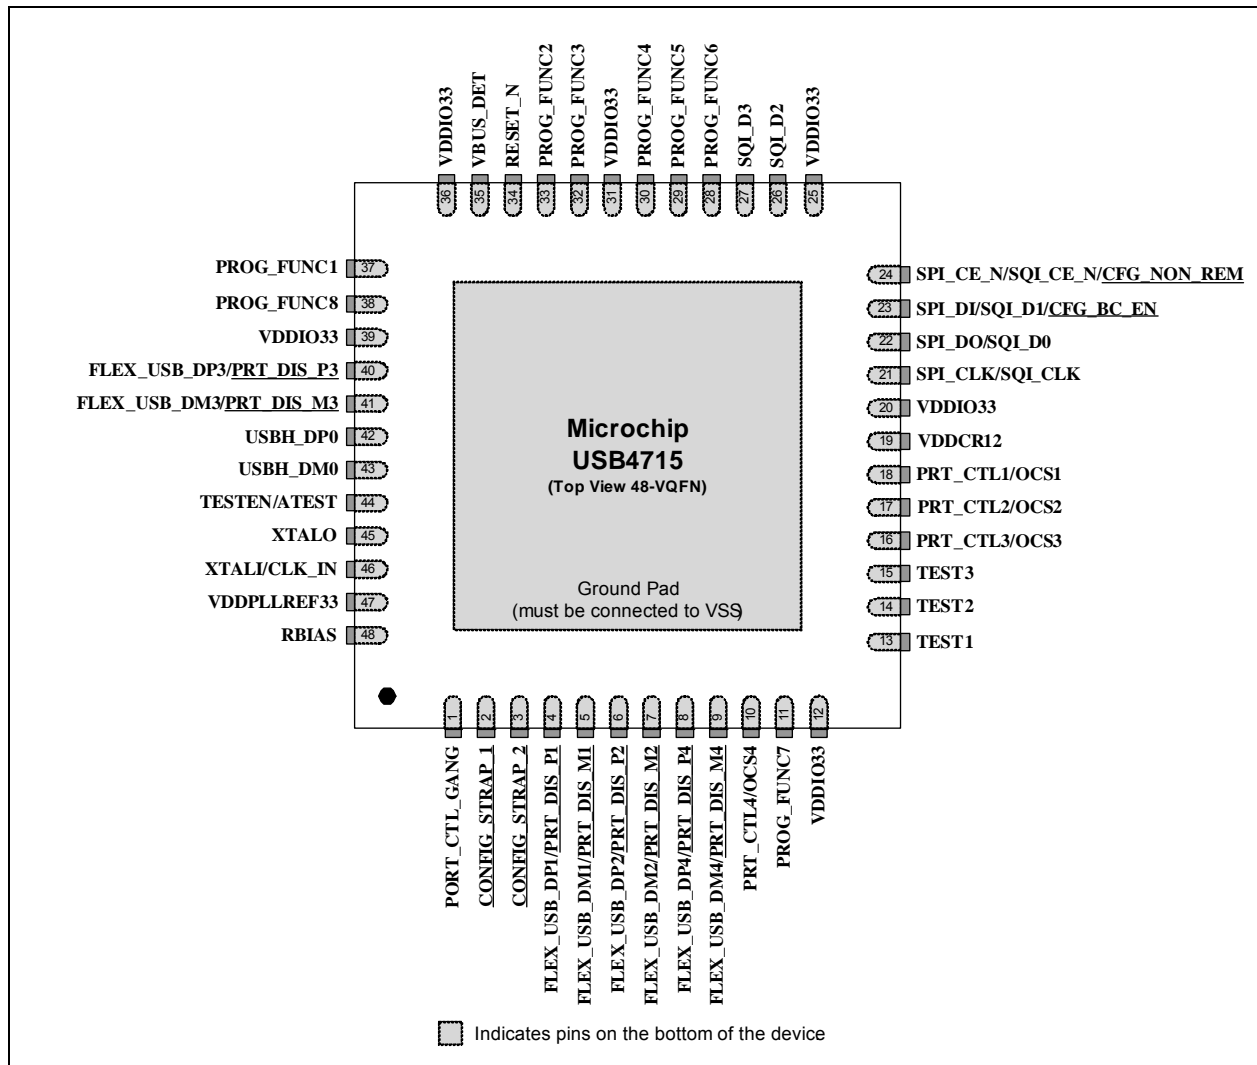 VDDIO33
VBUS_DET
RESET_N
PROG_FUNC2
PROG_FUNC3
VDDIO33
PROG_FUNC4
PROG_FUNC5
PROG_FUNC6
SQI_D3
SQI_D2
VDDIO33
36
35
34
33
32
31
30
29
28
27
26
25
PROG_FUNC1 37
PROG_FUNC8 38
VDDIO33 39
FLEX_USB_DP3/PRT_DIS_P3 40
FLEX_USB_DM3/PRT_DIS_M3 41
USBH_DP0 42
USBH_DM0 43
TESTEN/ATEST 44
XTALO 45
XTALI/CLK_IN 46
VDDPLLREF33 47
RBIAS 48
Microchip
USB4715
(Top View 48-VQFN)
Ground Pad
(must be connected to VSS)
24 SPI_CE_N/SQI_CE_N/CFG_NON_REM
23 SPI_DI/SQI_D1/CFG_BC_EN
22 SPI_DO/SQI_D0
21 SPI_CLK/SQI_CLK
20 VDDIO33
19 VDDCR12
18 PRT_CTL1/OCS1
17 PRT_CTL2/OCS2
16 PRT_CTL3/OCS3
15 TEST3
14 TEST2
13 TEST1
1
2
3
4
5
6
7
8
9
10
11
12
PORT_CTL_GANG
CONFIG_STRAP_1
CONFIG_STRAP_2
FLEX_USB_DP1/PRT_DIS_P1
FLEX_USB_DM1/PRT_DIS_M1
FLEX_USB_DP2/PRT_DIS_P2
FLEX_USB_DM2/PRT_DIS_M2
FLEX_USB_DP4/PRT_DIS_P4
FLEX_USB_DM4/PRT_DIS_M4
PRT_CTL4/OCS4
PROG_FUNC7
VDDIO33
Indicates pins on the bottom of the device